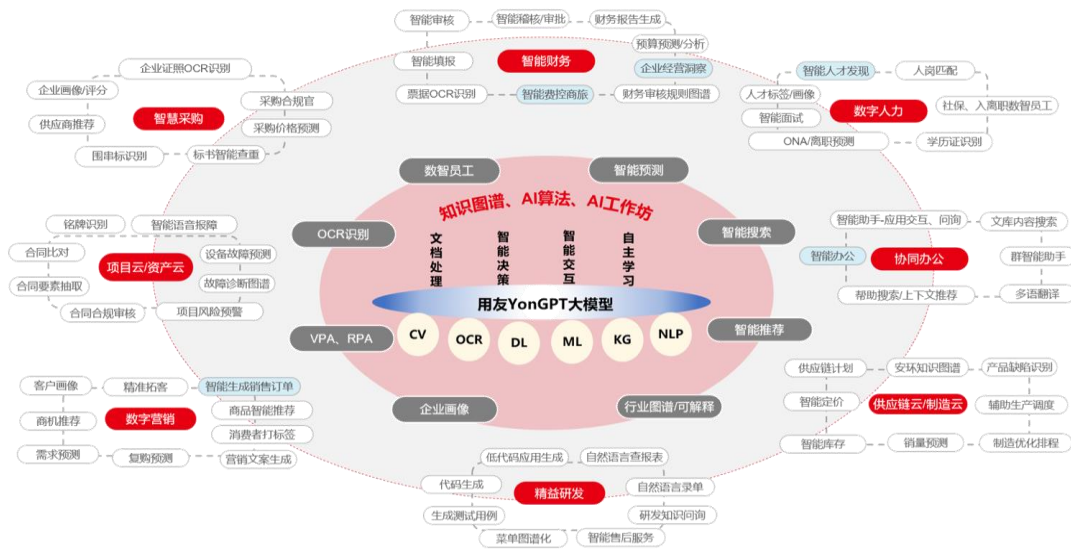 智能审核
智能稽核/审批
财务报告生成
预算预测/分析
智能填报
智能财务
企业经营洞察
票据OCR识别
智能费控商旅
财务审核规则图谱
企业证照OCR识别
企业画像/评分
采购合规官
智慧采购
供应商推荐
采购价格预测
围串标识别
标书智能查重
智能人才发现
人岗匹配
人才标签/画像
数字人力
社保、入离职数智员工
智能面试
ONA/离职预测
学历证识别
数智员工
智能预测
知识图谱、AI算法、AI工作坊
OCR识别
智能搜索
文档处理
智能决策
智能交互
自主学习
用友YonGPT大模型
CV
OCR
DL
ML
KG
NLP
VPA、RPA
智能推荐
企业画像
行业图谱/可解释
铭牌识别
智能语音报障
合同比对
设备故障预测
项目云/资产云
合同要素抽取
故障诊断图谱
合同合规审核
项目风险预警
智能助手-应用交互、问询
文库内容搜索
智能办公
协同办公
群智能助手
帮助搜索/上下文推荐
多语翻译
客户画像
精准拓客
智能生成销售订单
商机推荐
数字营销
商品智能推荐
消费者打标签
需求预测
复购预测
营销文案生成
供应链计划
安环知识图谱
产品缺陷识别
智能定价
供应链云/制造云
辅助生产调度
智能库存
销量预测
制造优化排程
低代码应用生成
自然语言查报表
代码生成
精益研发
自然语言录单
生成测试用例
研发知识问询
菜单图谱化
智能售后服务